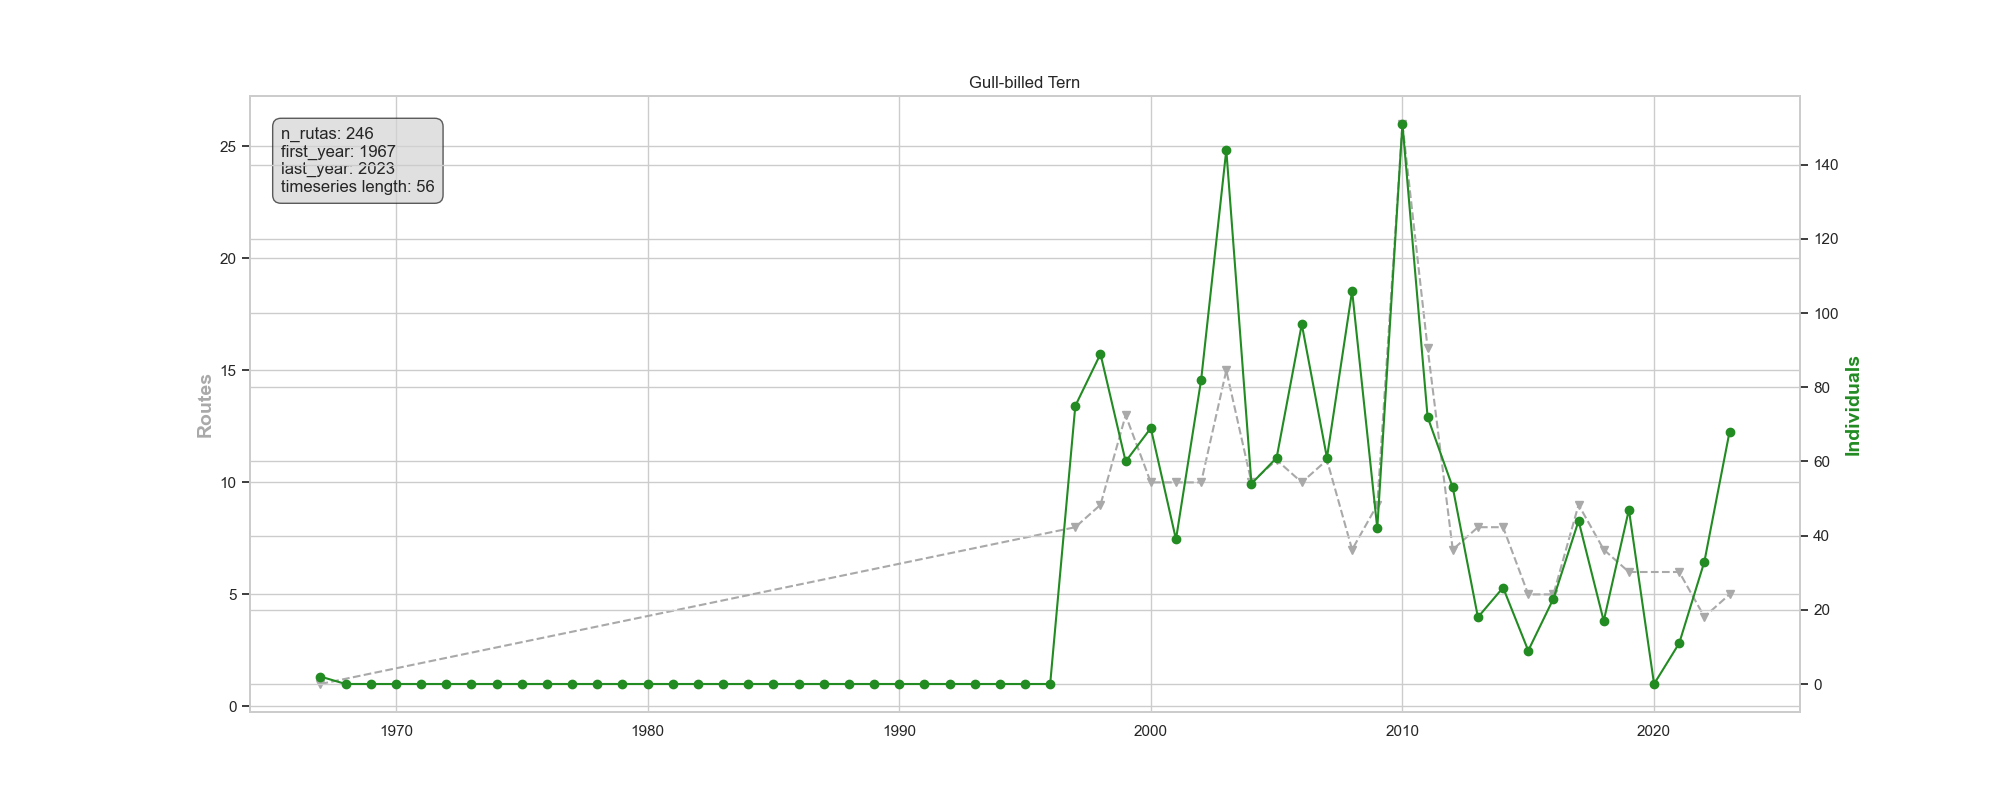 Gull-billed Tern
n_rutas: 246
first_year: 1967
last_year: 2023
timeseries length: 56
25
20
15
10
5
0
Routes
140
120
100
80
60
40
20
0
Individuals
1970
1980
1990
2000
2010
2020